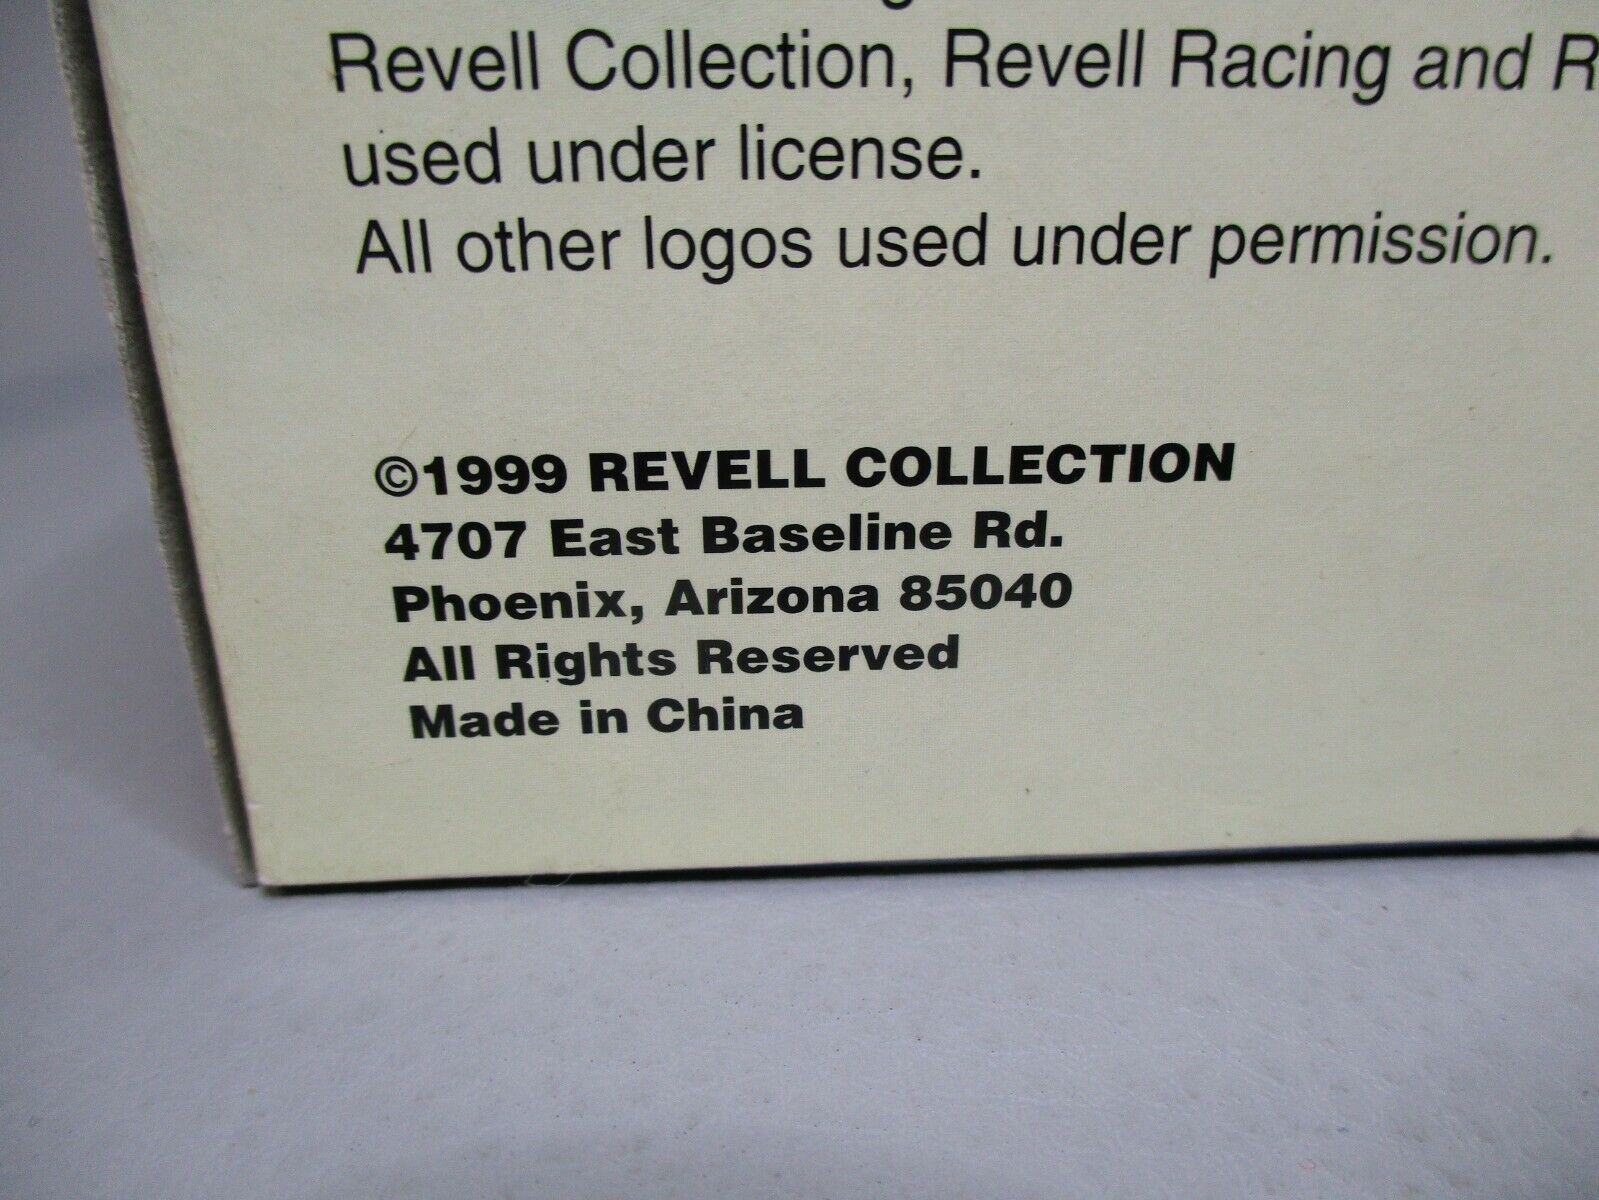 Revell Collection, Revell Racing and R
used under license.
All other logos used under permission.
©1999 REVELL COLLECTION
4707 East Baseline Rd.
Phoenix, Arizona 85040
All Rights Reserved
Made in China